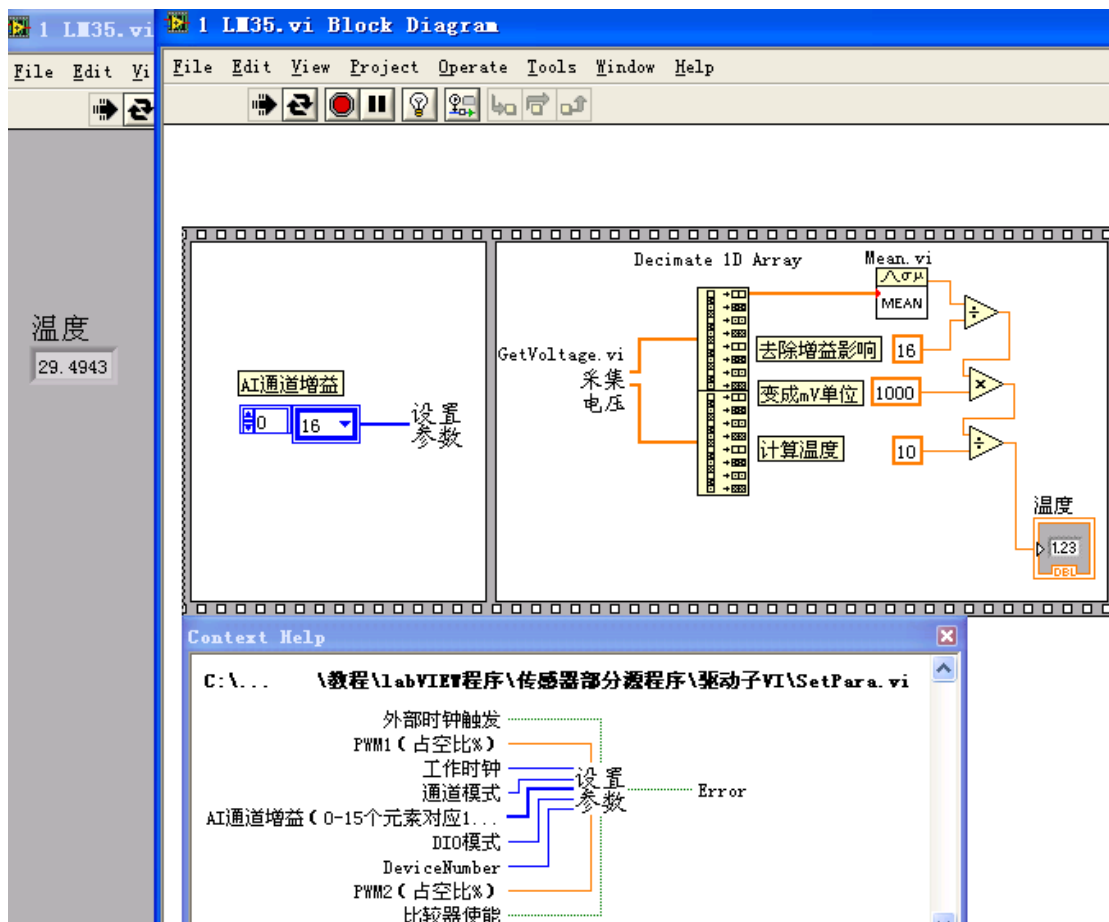 1 LM35.vi
File Edit Vi
温度
29.4943
1 LM35.vi Block Diagram
File Edit View Project Operate Tools Window Help
AI通道增益
0
16
设置
参数
Decimate 1D Array
Mean.vi
MEAN
GetVoltage.vi
采集
电压
去除增益影响
16
变成mV单位
1000
计算温度
10
温度
1.23
DBL
Context Help
C:\... \教程\labVIEW程序\传感器部分源程序\驱动子VI\SetPara.vi
外部时钟触发
PWM1(占空比%)
工作时钟
通道模式
AI通道增益(0-15个元素对应1...
DIO模式
DeviceNumber
PWM2(占空比%)
比较器使能
设置
参数
Error